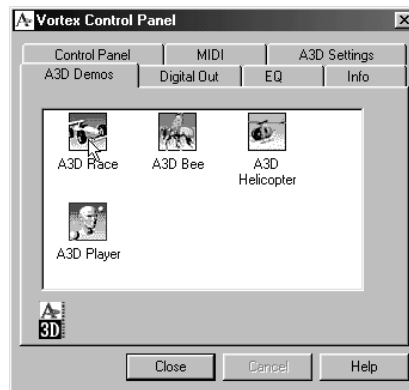 Vortex Control Panel
Control Panel MIDI A3D Settings
A3D Demos Digital Out EQ Info
A3D Race A3D Bee A3D
Helicopter
A3D Player
A
3D
Close Cancel Help